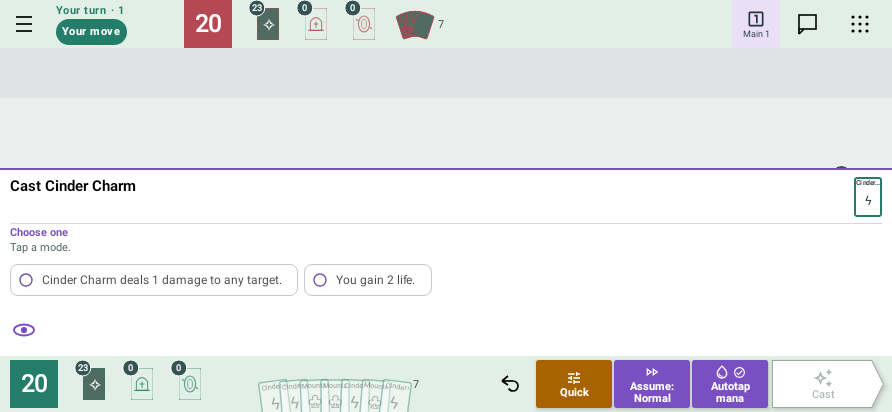 Your turn · 1
Your move
20
23
0
0
7
1
Main 1
Cast Cinder Charm
Cinder...
Choose one
Tap a mode.
Cinder Charm deals 1 damage to any target.
You gain 2 life.
20
23
0
0
7
Quick
Assume:
Normal
Autotap
mana
Cast